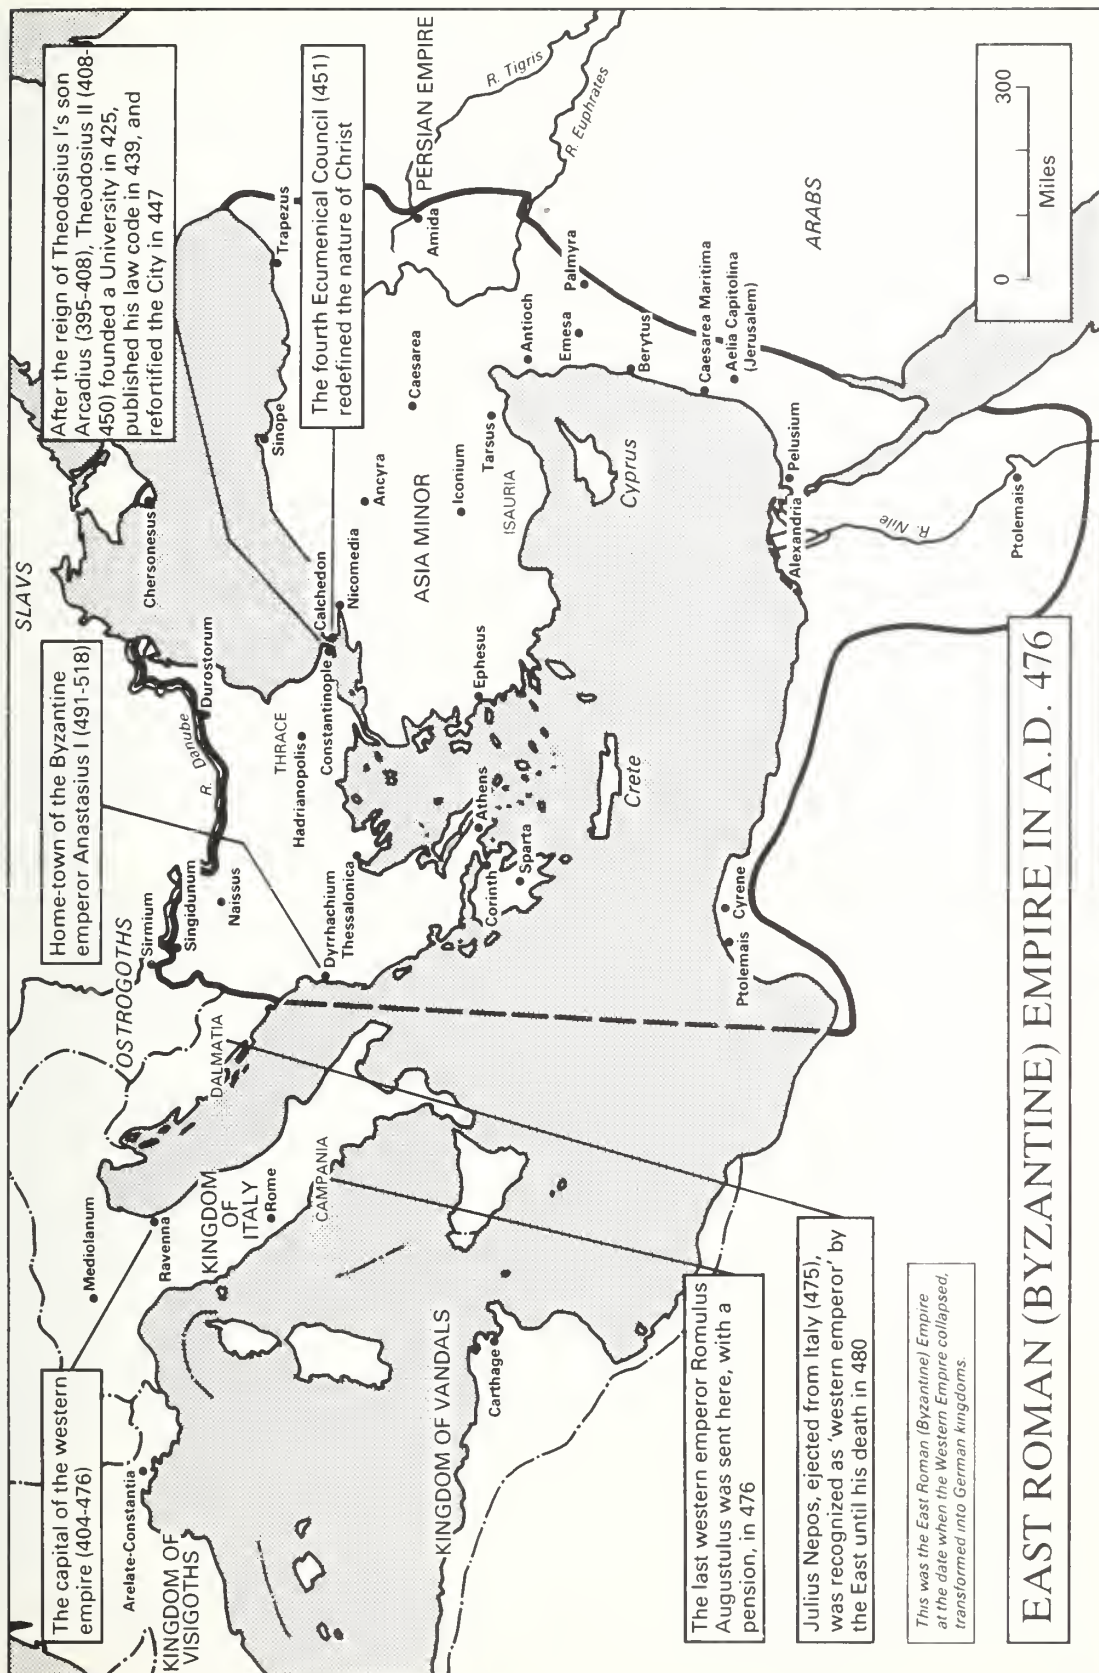 EAST ROMAN (BYZANTINE) EMPIRE IN A.D. 476
This was the East Roman (Byzantine) Empire
at the date when the Western Empire collapsed,
transformed into German kingdoms.
The capital of the western
empire (404-476)
Home-town of the Byzantine
emperor Anastasius I (491-518)
After the reign of Theodosius I's son
Arcadius (395-408), Theodosius II (408-
450) founded a University in 425,
published his law code in 439, and
refortified the City in 447
The fourth Ecumenical Council (451)
redefined the nature of Christ
The last western emperor Romulus
Augustulus was sent here, with a
pension, in 476
Julius Nepos, ejected from Italy (475),
was recognized as 'western emperor' by
the East until his death in 480
SLAVS
OSTROGOTHS
KINGDOM OF
VISIGOTHS
Arelate-Constantia
Mediolanum
Ravenna
KINGDOM
OF
ITALY
Rome
CAMPANIA
DALMATIA
KINGDOM OF VANDALS
Carthage
Sirmium
Singidunum
Naissus
R. Danube
Durostorum
Chersonesus
THRACE
Hadrianopolis
Constantinople
Calchedon
Nicomedia
Dyrrhachium
Thessalonica
Athens
Corinth
Sparta
Crete
Ephesus
Sinope
Trapezus
Ancyra
Caesarea
ASIA MINOR
Iconium
ISAURIA
Tarsus
Cyprus
PERSIAN EMPIRE
R. Tigris
R. Euphrates
Amida
Antioch
Emesa
Palmyra
Berytus
Caesarea Maritima
Aelia Capitolina
(Jerusalem)
ARABS
Pelusium
Alexandria
R. Nile
Ptolemais
Cyrene
Ptolemais
0
300
Miles